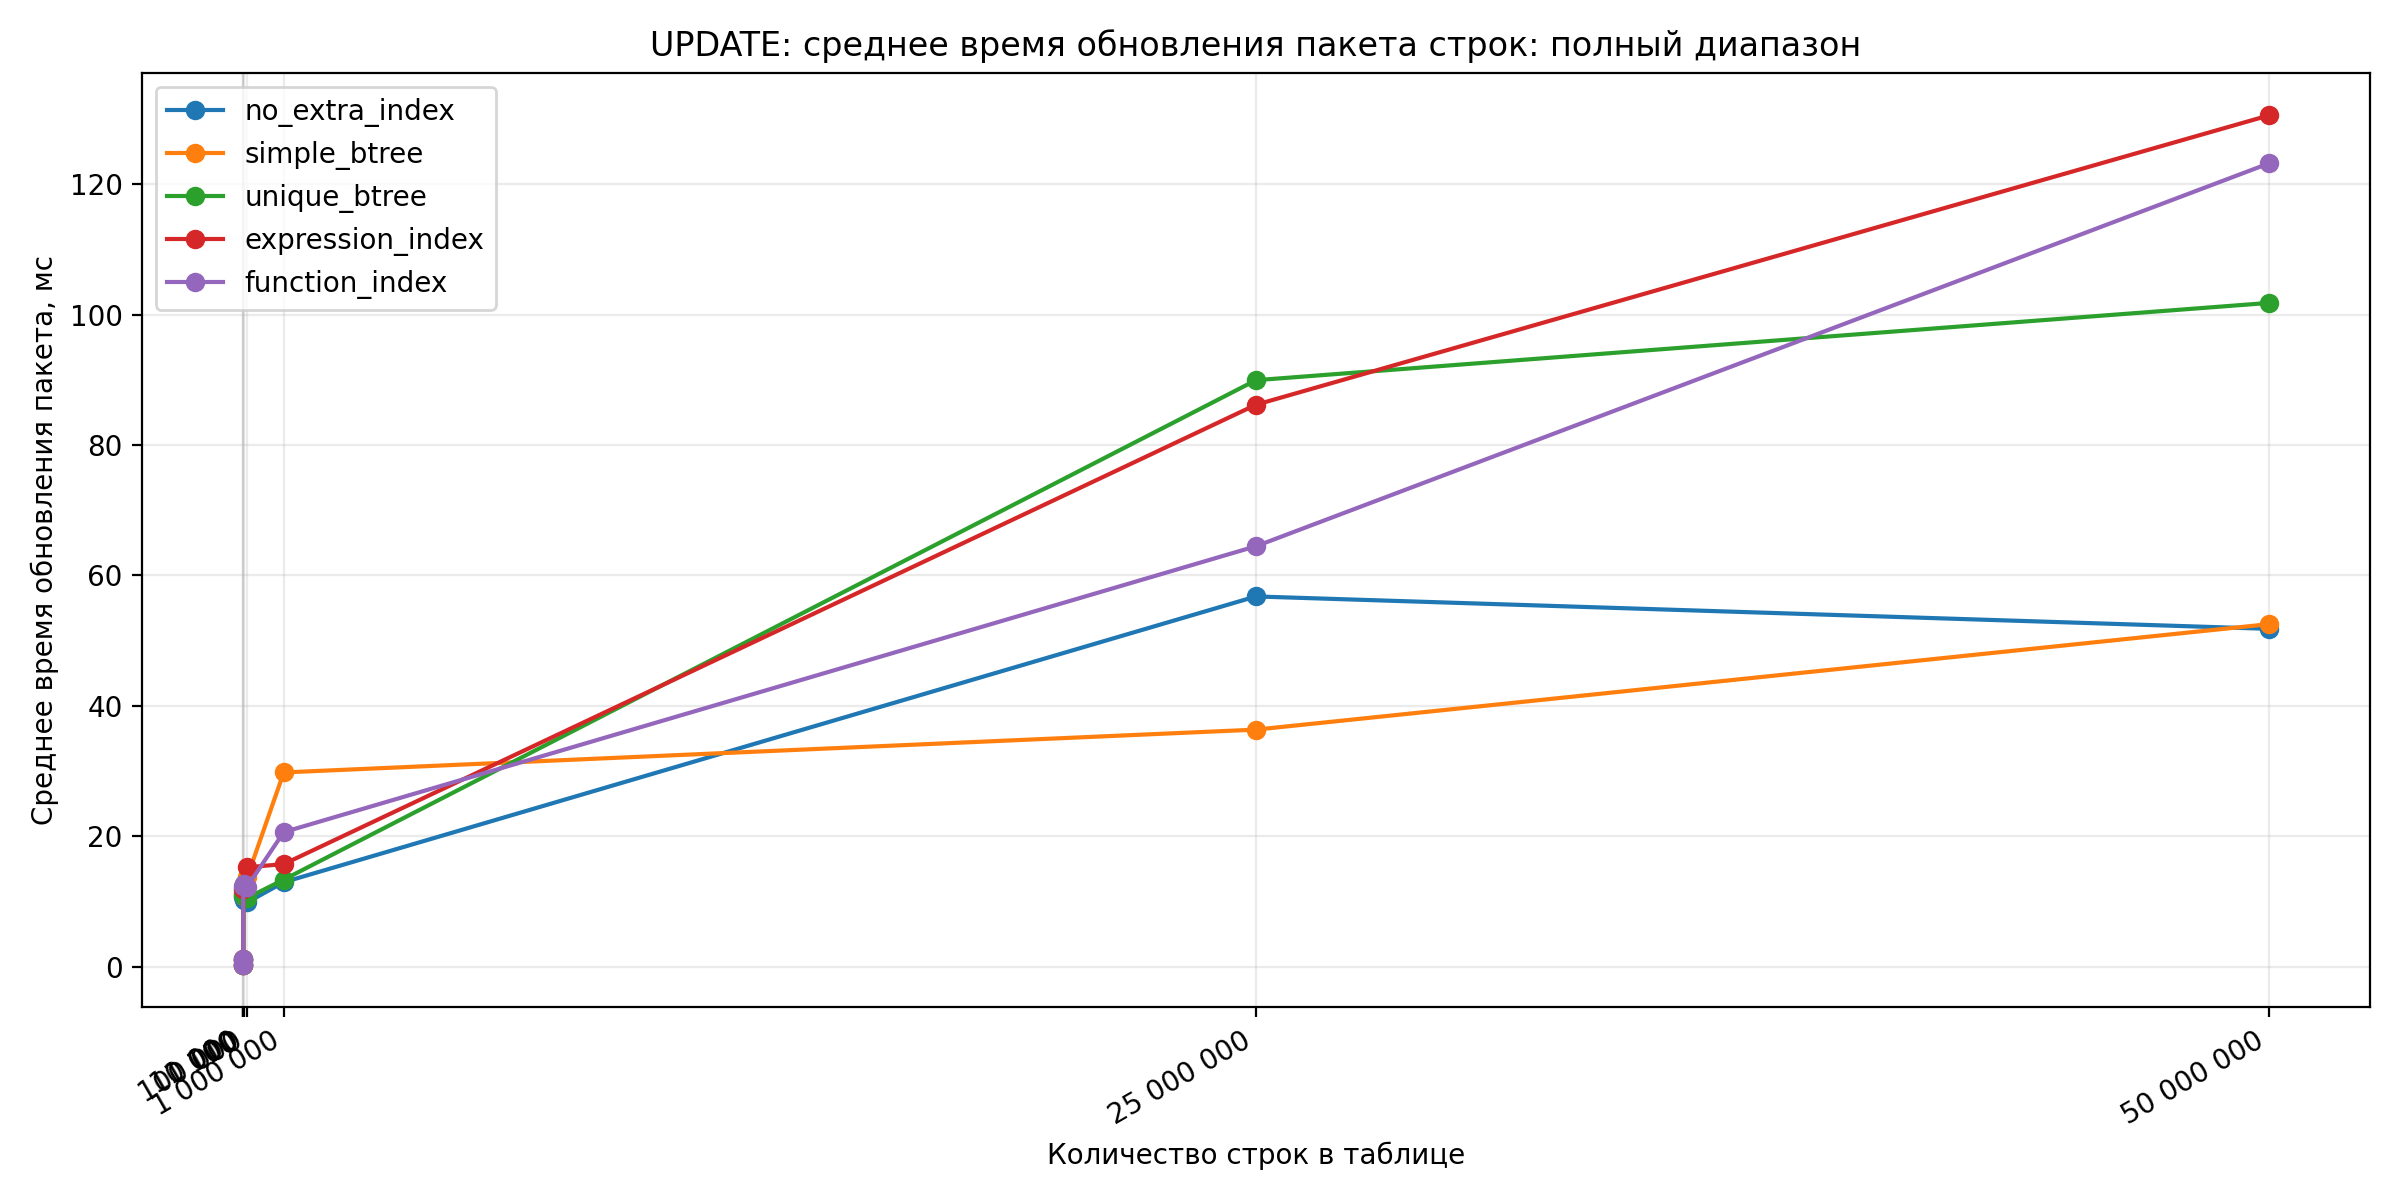 UPDATE: среднее время обновления пакета строк: полный диапазон
no_extra_index
simple_btree
unique_btree
expression_index
function_index
Среднее время обновления пакета, мс
120
100
80
60
40
20
0
1 000 000
25 000 000
50 000 000
Количество строк в таблице